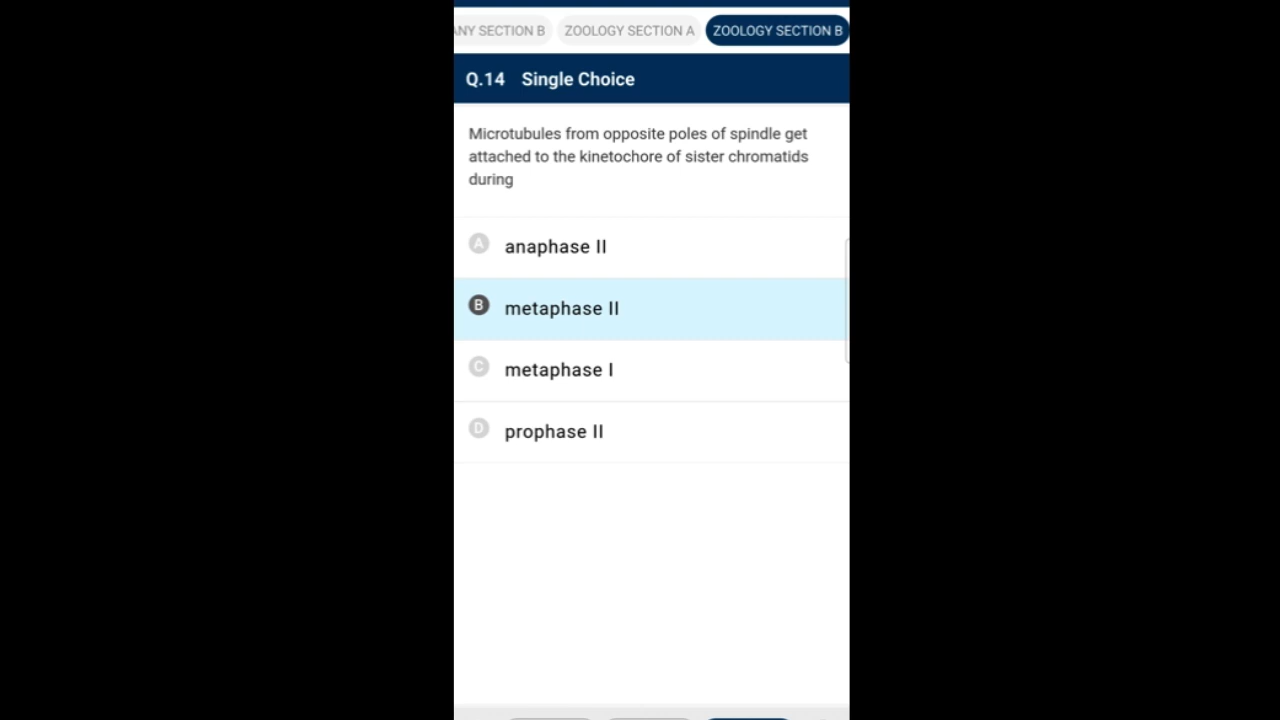 ANY SECTION B ZOOLOGY SECTION A ZOOLOGY SECTION B
Q.14 Single Choice
Microtubules from opposite poles of spindle get
attached to the kinetochore of sister chromatids
during
A anaphase II
B metaphase II
C metaphase I
D prophase II